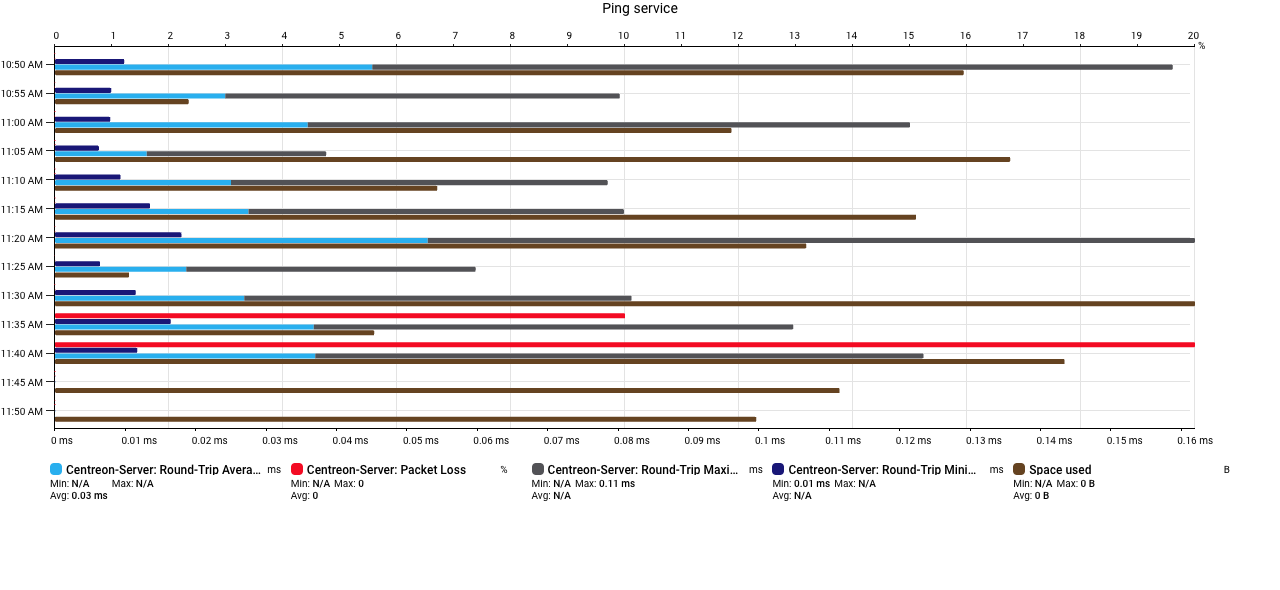 Ping service
0 1 2 3 4 5 6 7 8 9 10 11 12 13 14 15 16 17 18 19 20
%
10:50 AM
10:55 AM
11:00 AM
11:05 AM
11:10 AM
11:15 AM
11:20 AM
11:25 AM
11:30 AM
11:35 AM
11:40 AM
11:45 AM
11:50 AM
0 ms 0.01 ms 0.02 ms 0.03 ms 0.04 ms 0.05 ms 0.06 ms 0.07 ms 0.08 ms 0.09 ms 0.1 ms 0.11 ms 0.12 ms 0.13 ms 0.14 ms 0.15 ms 0.16 ms
Centreon-Server: Round-Trip Avera... ms
Min: N/A Max: N/A
Avg: 0.03 ms
Centreon-Server: Packet Loss %
Min: N/A Max: 0
Avg: 0
Centreon-Server: Round-Trip Maxi... ms
Min: N/A Max: 0.11 ms
Avg: N/A
Centreon-Server: Round-Trip Mini... ms
Min: 0.01 ms Max: N/A
Avg: N/A
Space used B
Min: N/A Max: 0 B
Avg: 0 B